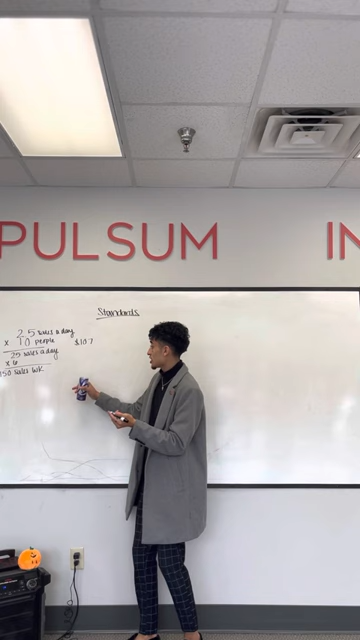 PULSUM IN
Standards
2.5 sales a day
x 10 people $107
25 sales a day
x 6
150 sales wk